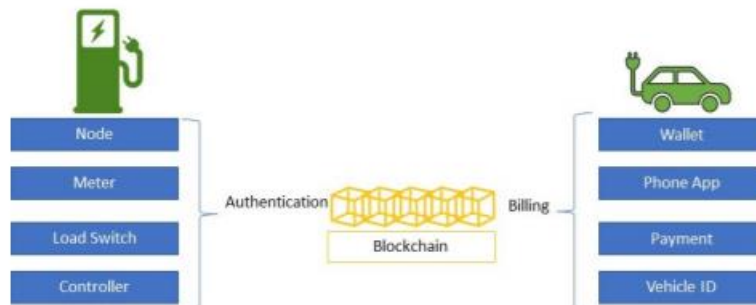 Node
Meter
Load Switch
Controller
Authentication
Blockchain
Billing
Wallet
Phone App
Payment
Vehicle ID